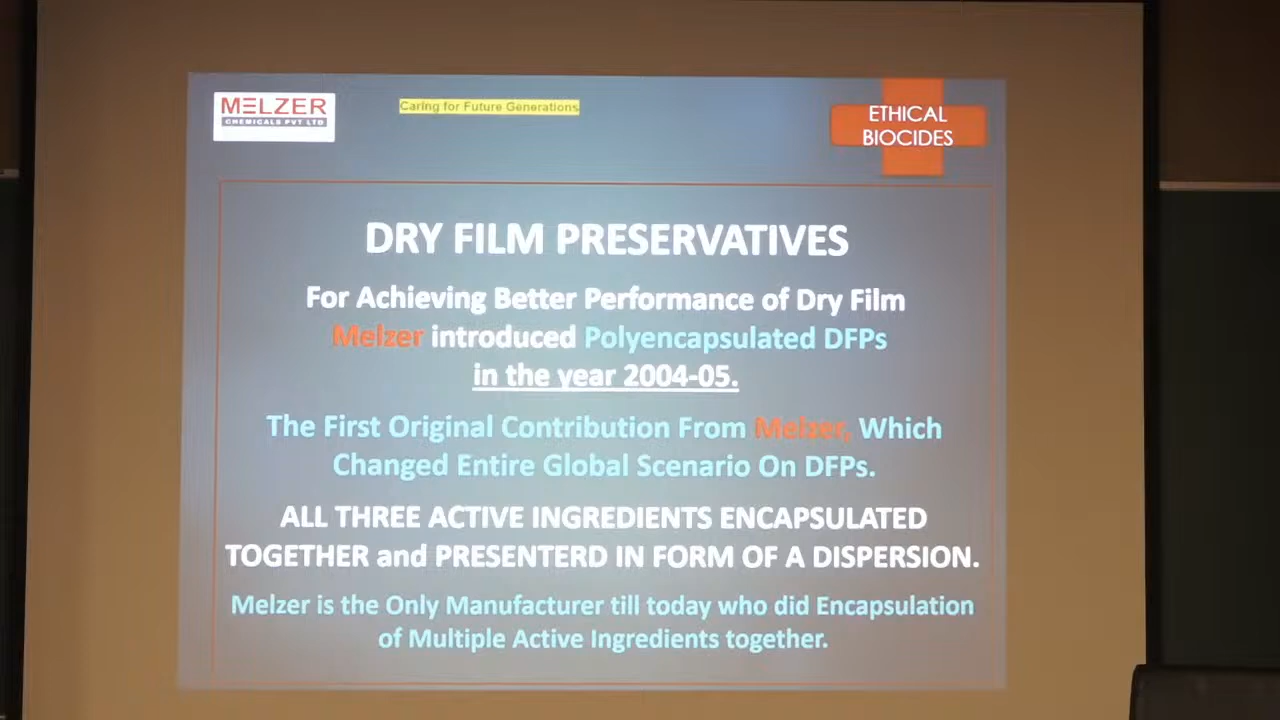 MELZER
CHEMICALS PVT LTD
Caring for Future Generations
ETHICAL
BIOCIDES
DRY FILM PRESERVATIVES
For Achieving Better Performance of Dry Film
Melzer introduced Polyencapsulated DFPs
in the year 2004-05.
The First Original Contribution From Melzer, Which
Changed Entire Global Scenario On DFPs.
ALL THREE ACTIVE INGREDIENTS ENCAPSULATED
TOGETHER and PRESENTERD IN FORM OF A DISPERSION.
Melzer is the Only Manufacturer till today who did Encapsulation
of Multiple Active Ingredients together.